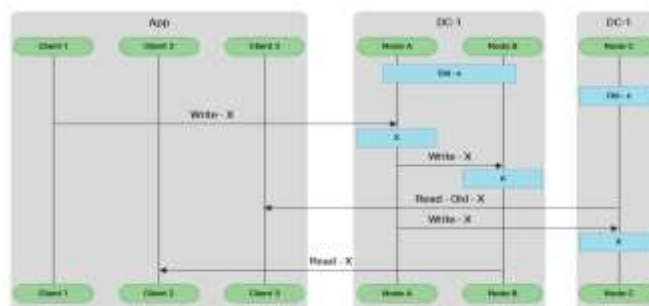 App
DC-1
DC-1
Client 1
Client 2
Client 3
Node A
Node B
Node C
Old - x
Old - x
Write - X
X
Write - X
X
Read - Old - X
Write - X
X
Read - X
Client 1
Client 2
Client 3
Node A
Node B
Node C